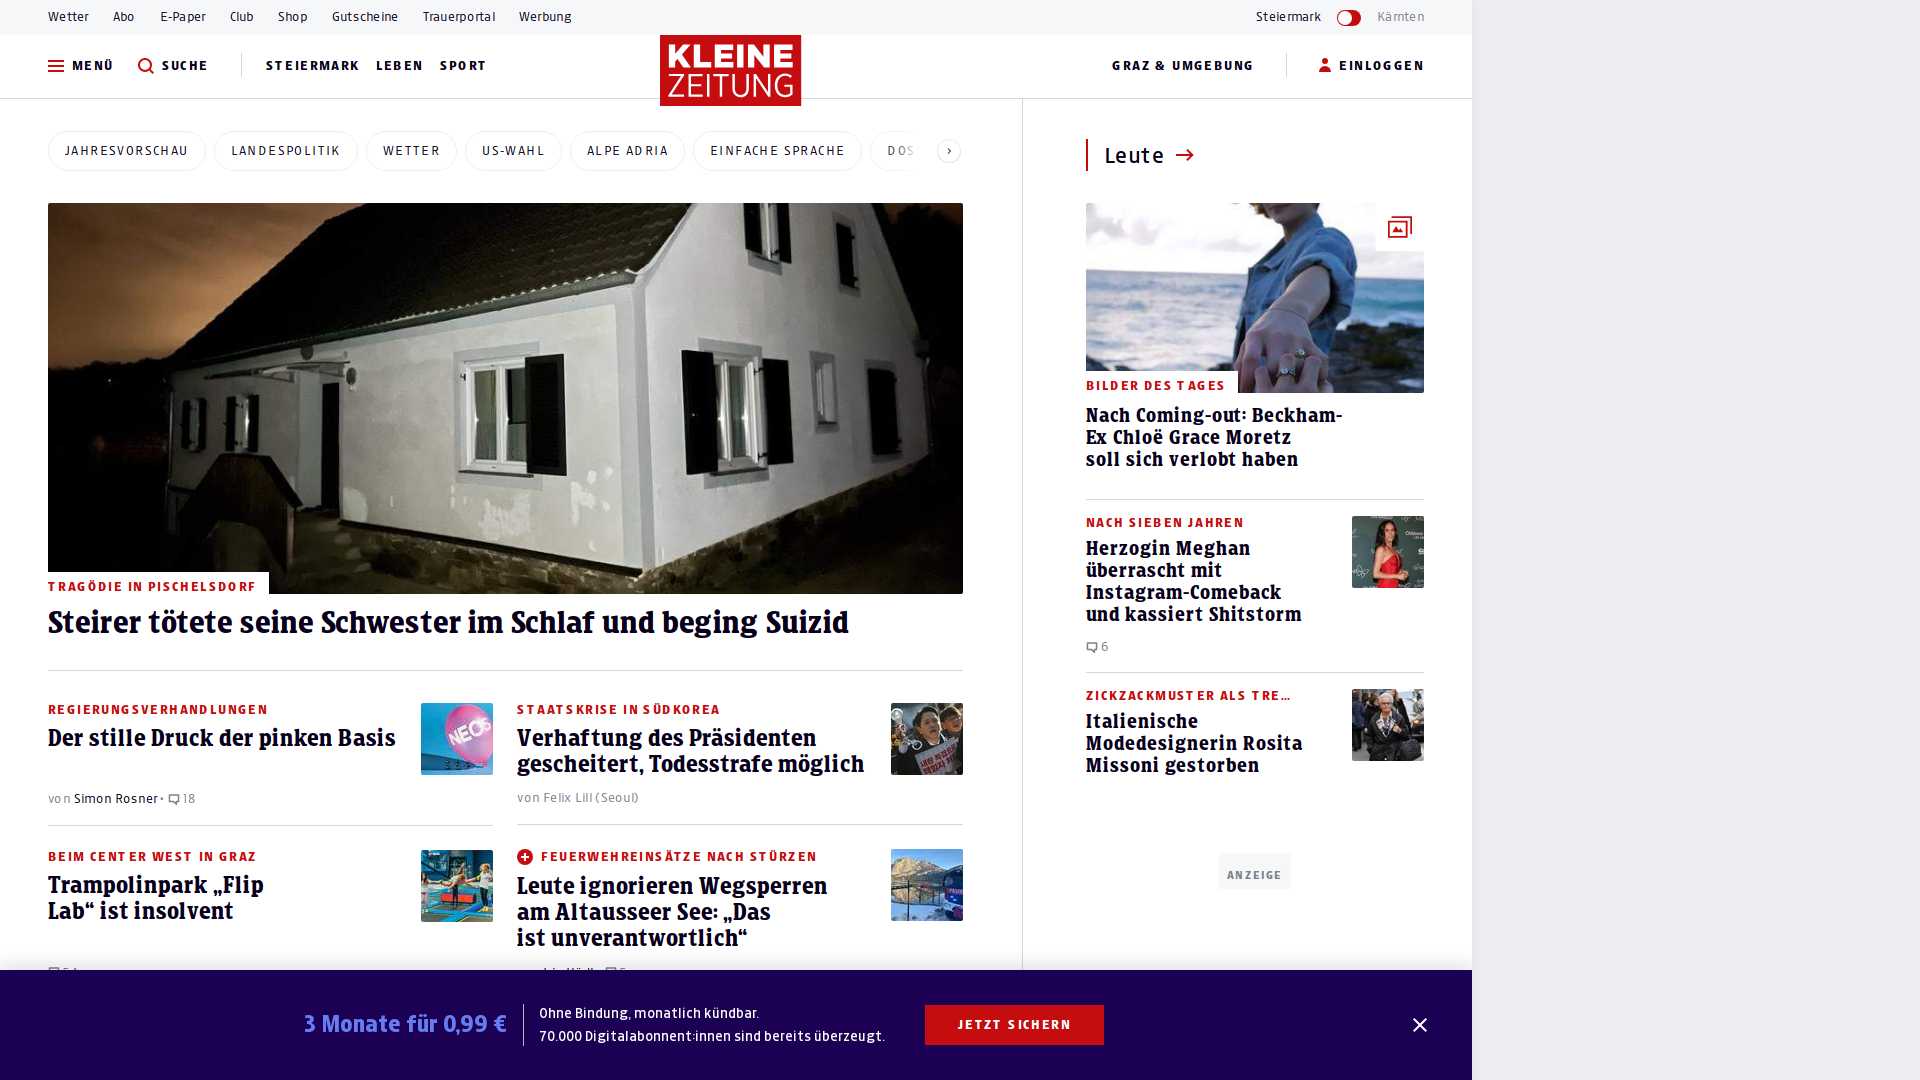 Wetter Abo E-Paper Club Shop Gutscheine Trauerportal Werbung
Steiermark Kärnten
MENÜ SUCHE STEIERMARK LEBEN SPORT
KLEINE
ZEITUNG
GRAZ & UMGEBUNG EINLOGGEN
JAHRESVORSCHAU LANDESPOLITIK WETTER US-WAHL ALPE ADRIA EINFACHE SPRACHE DOS
TRAGÖDIE IN PISCHELSDORF
Steirer tötete seine Schwester im Schlaf und beging Suizid
REGIERUNGSVERHANDLUNGEN
Der stille Druck der pinken Basis
NEOS
von Simon Rosner • 18
STAATSKRISE IN SÜDKOREA
Verhaftung des Präsidenten
gescheitert, Todesstrafe möglich
von Felix Lill (Seoul)
BEIM CENTER WEST IN GRAZ
Trampolinpark „Flip
Lab“ ist insolvent
FEUERWEHREINSÄTZE NACH STÜRZEN
Leute ignorieren Wegsperren
am Altausseer See: „Das
ist unverantwortlich“
Leute
BILDER DES TAGES
Nach Coming-out: Beckham-
Ex Chloë Grace Moretz
soll sich verlobt haben
NACH SIEBEN JAHREN
Herzogin Meghan
überrascht mit
Instagram-Comeback
und kassiert Shitstorm
6
ZICKZACKMUSTER ALS TRE…
Italienische
Modedesignerin Rosita
Missoni gestorben
ANZEIGE
3 Monate für 0,99 €
Ohne Bindung, monatlich kündbar.
70.000 Digitalabonnent:innen sind bereits überzeugt.
JETZT SICHERN